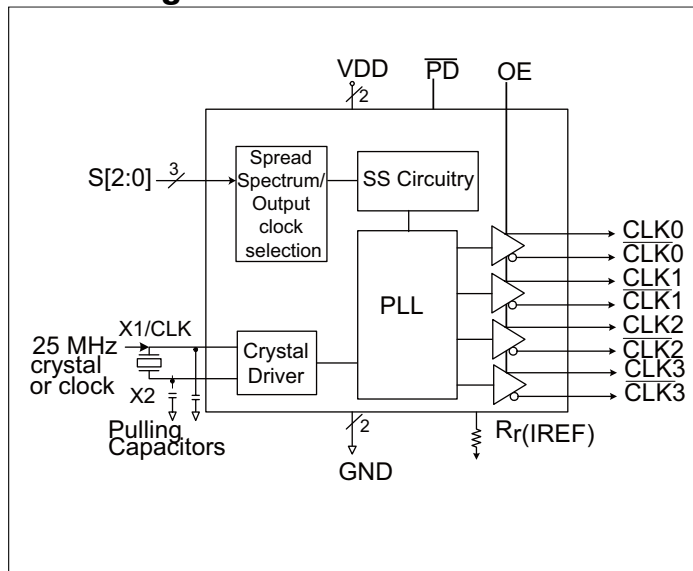 VDD
PD
OE
2
S[2:0]
3
Spread
Spectrum/
Output
clock
selection
SS Circuitry
CLK0
CLK0
CLK1
CLK1
CLK2
CLK2
CLK3
CLK3
PLL
X1/CLK
25 MHz
crystal
or clock
Crystal
Driver
X2
Pulling
Capacitors
2
GND
Rr(IREF)